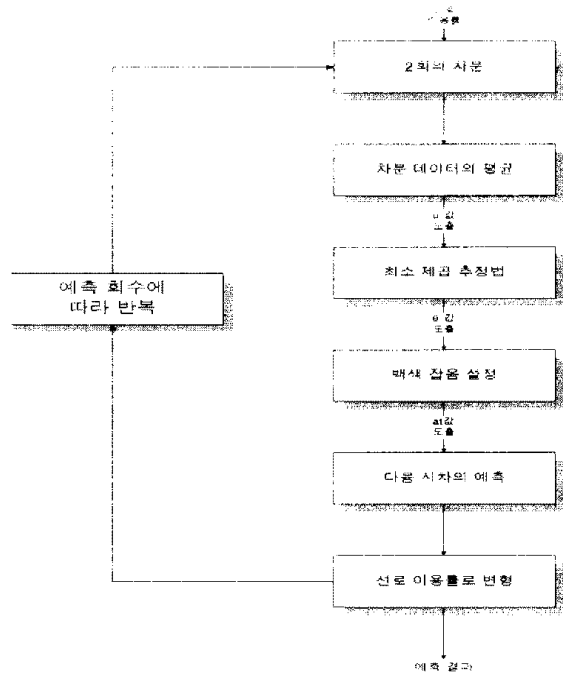 이용률
2회의 차분
차분 데이터의 평균
u 값
도출
최소 제곱 추정법
θ 값
도출
백색 잡음 설정
at값
도출
다음 시차의 예측
선로 이용률로 변형
예측 결과
예측 회수에
따라 반복